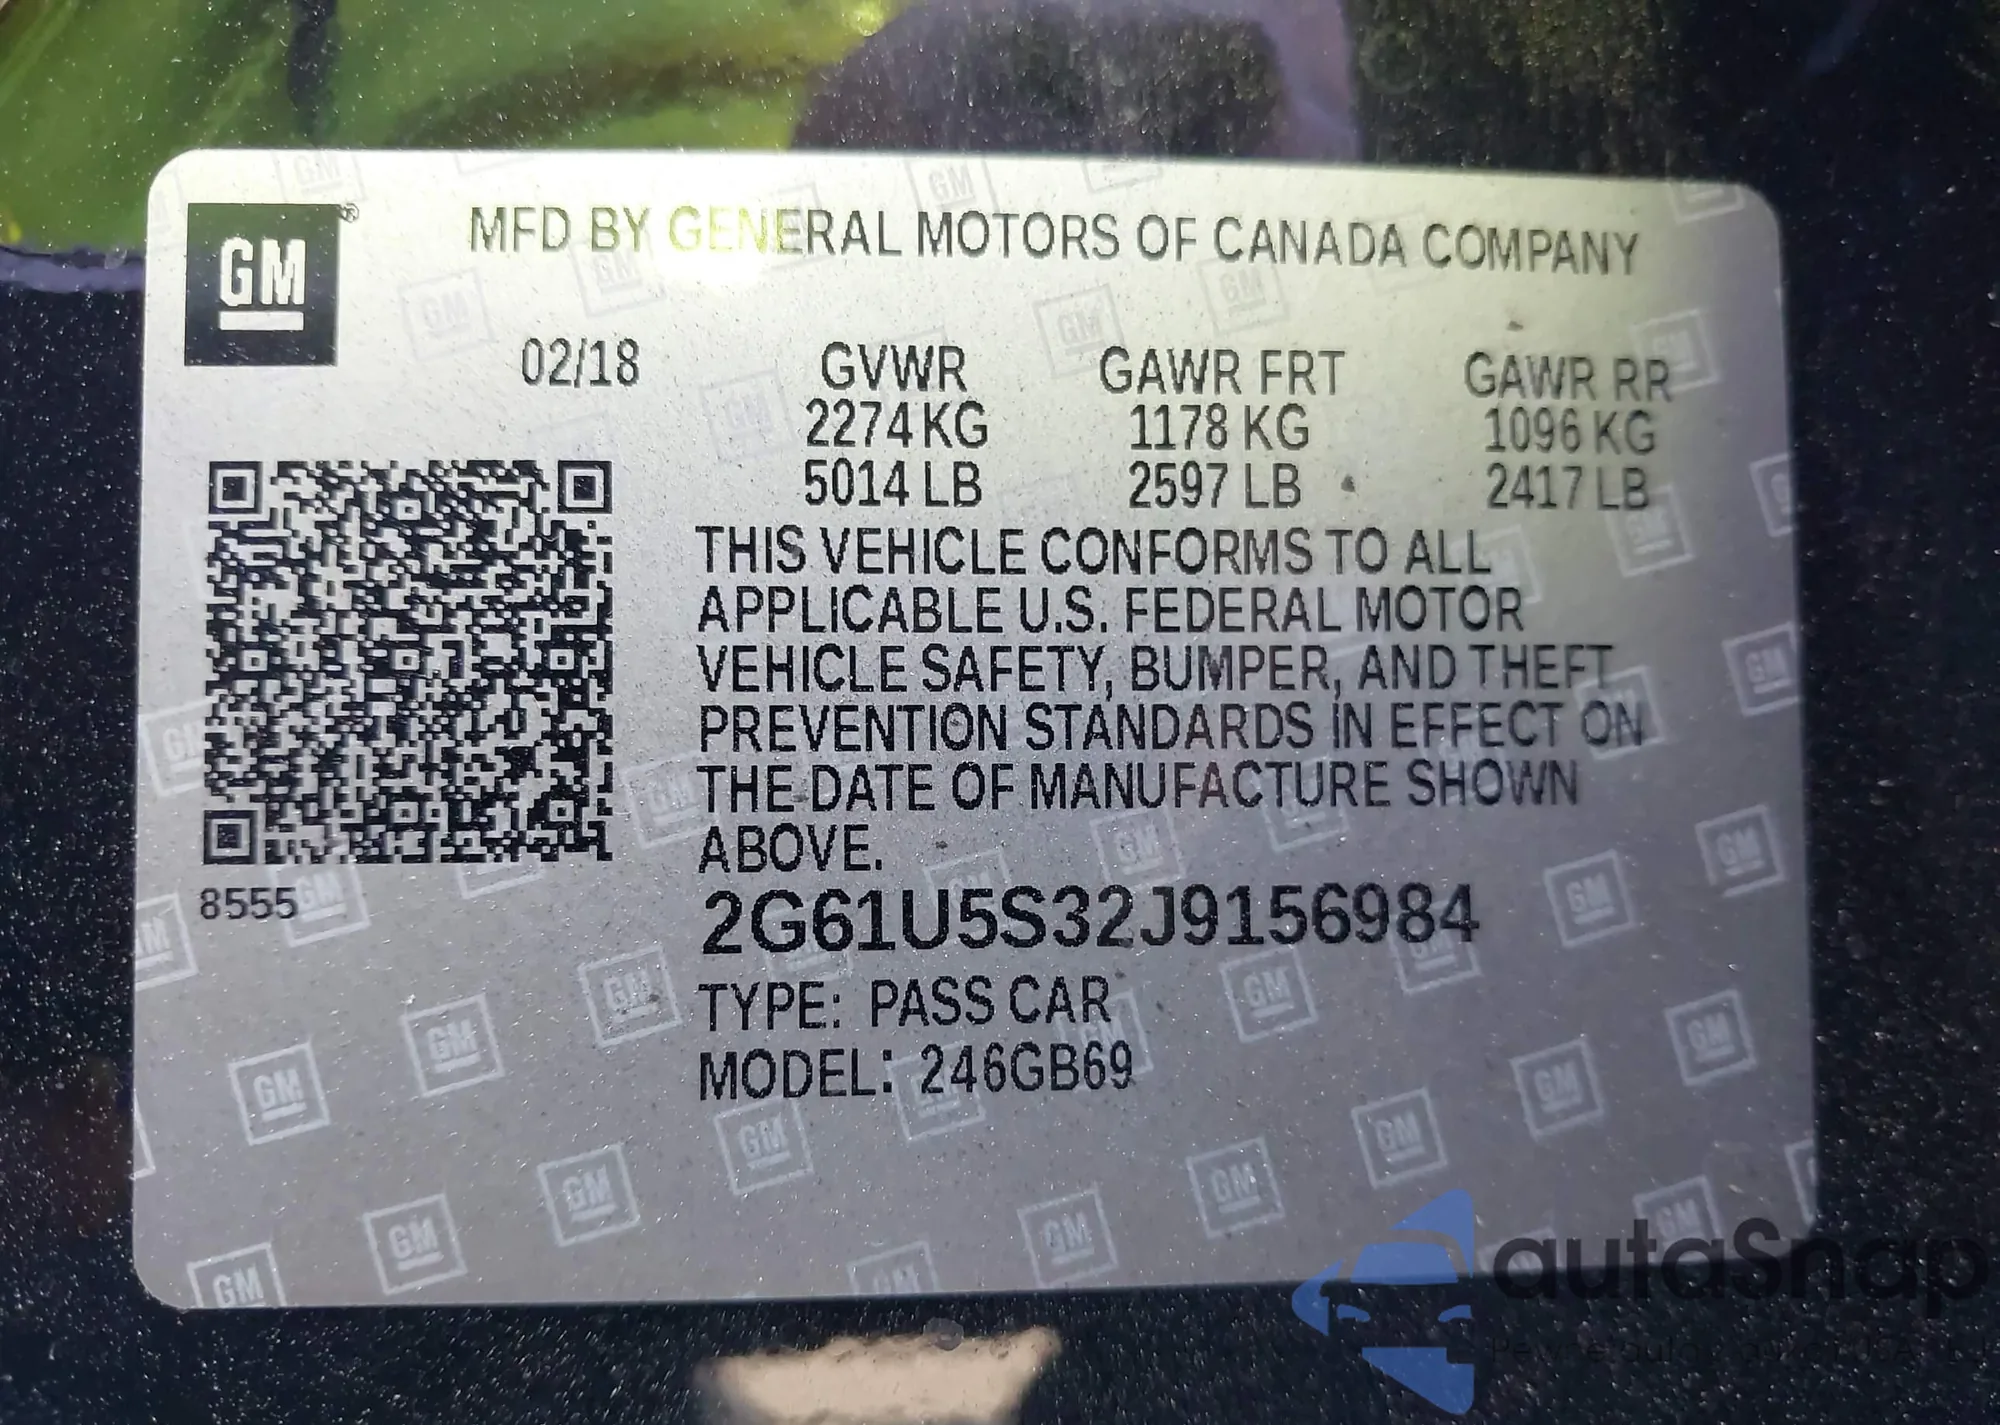 GM
MFD BY GENERAL MOTORS OF CANADA COMPANY
02/18 GVWR GAWR FRT GAWR RR
2274 KG 1178 KG 1096 KG
5014 LB 2597 LB 2417 LB
THIS VEHICLE CONFORMS TO ALL
APPLICABLE U.S. FEDERAL MOTOR
VEHICLE SAFETY, BUMPER, AND THEFT
PREVENTION STANDARDS IN EFFECT ON
THE DATE OF MANUFACTURE SHOWN
ABOVE.
8555
2G61U5S32J9156984
TYPE: PASS CAR
MODEL: 246GB69
autaSnap